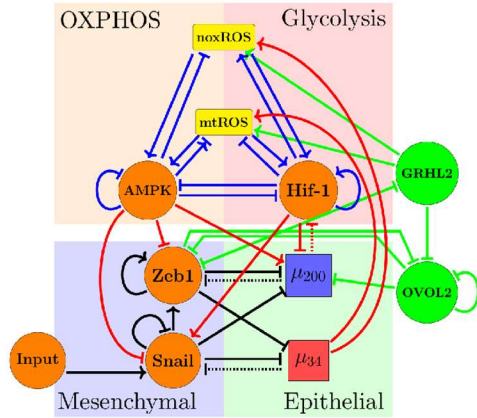 OXPHOS Glycolysis
noxROS
mtROS
GRHL2
AMPK Hif-1
Zeb1 μ200
OVOL2
Input Snail μ34
Mesenchymal Epithelial